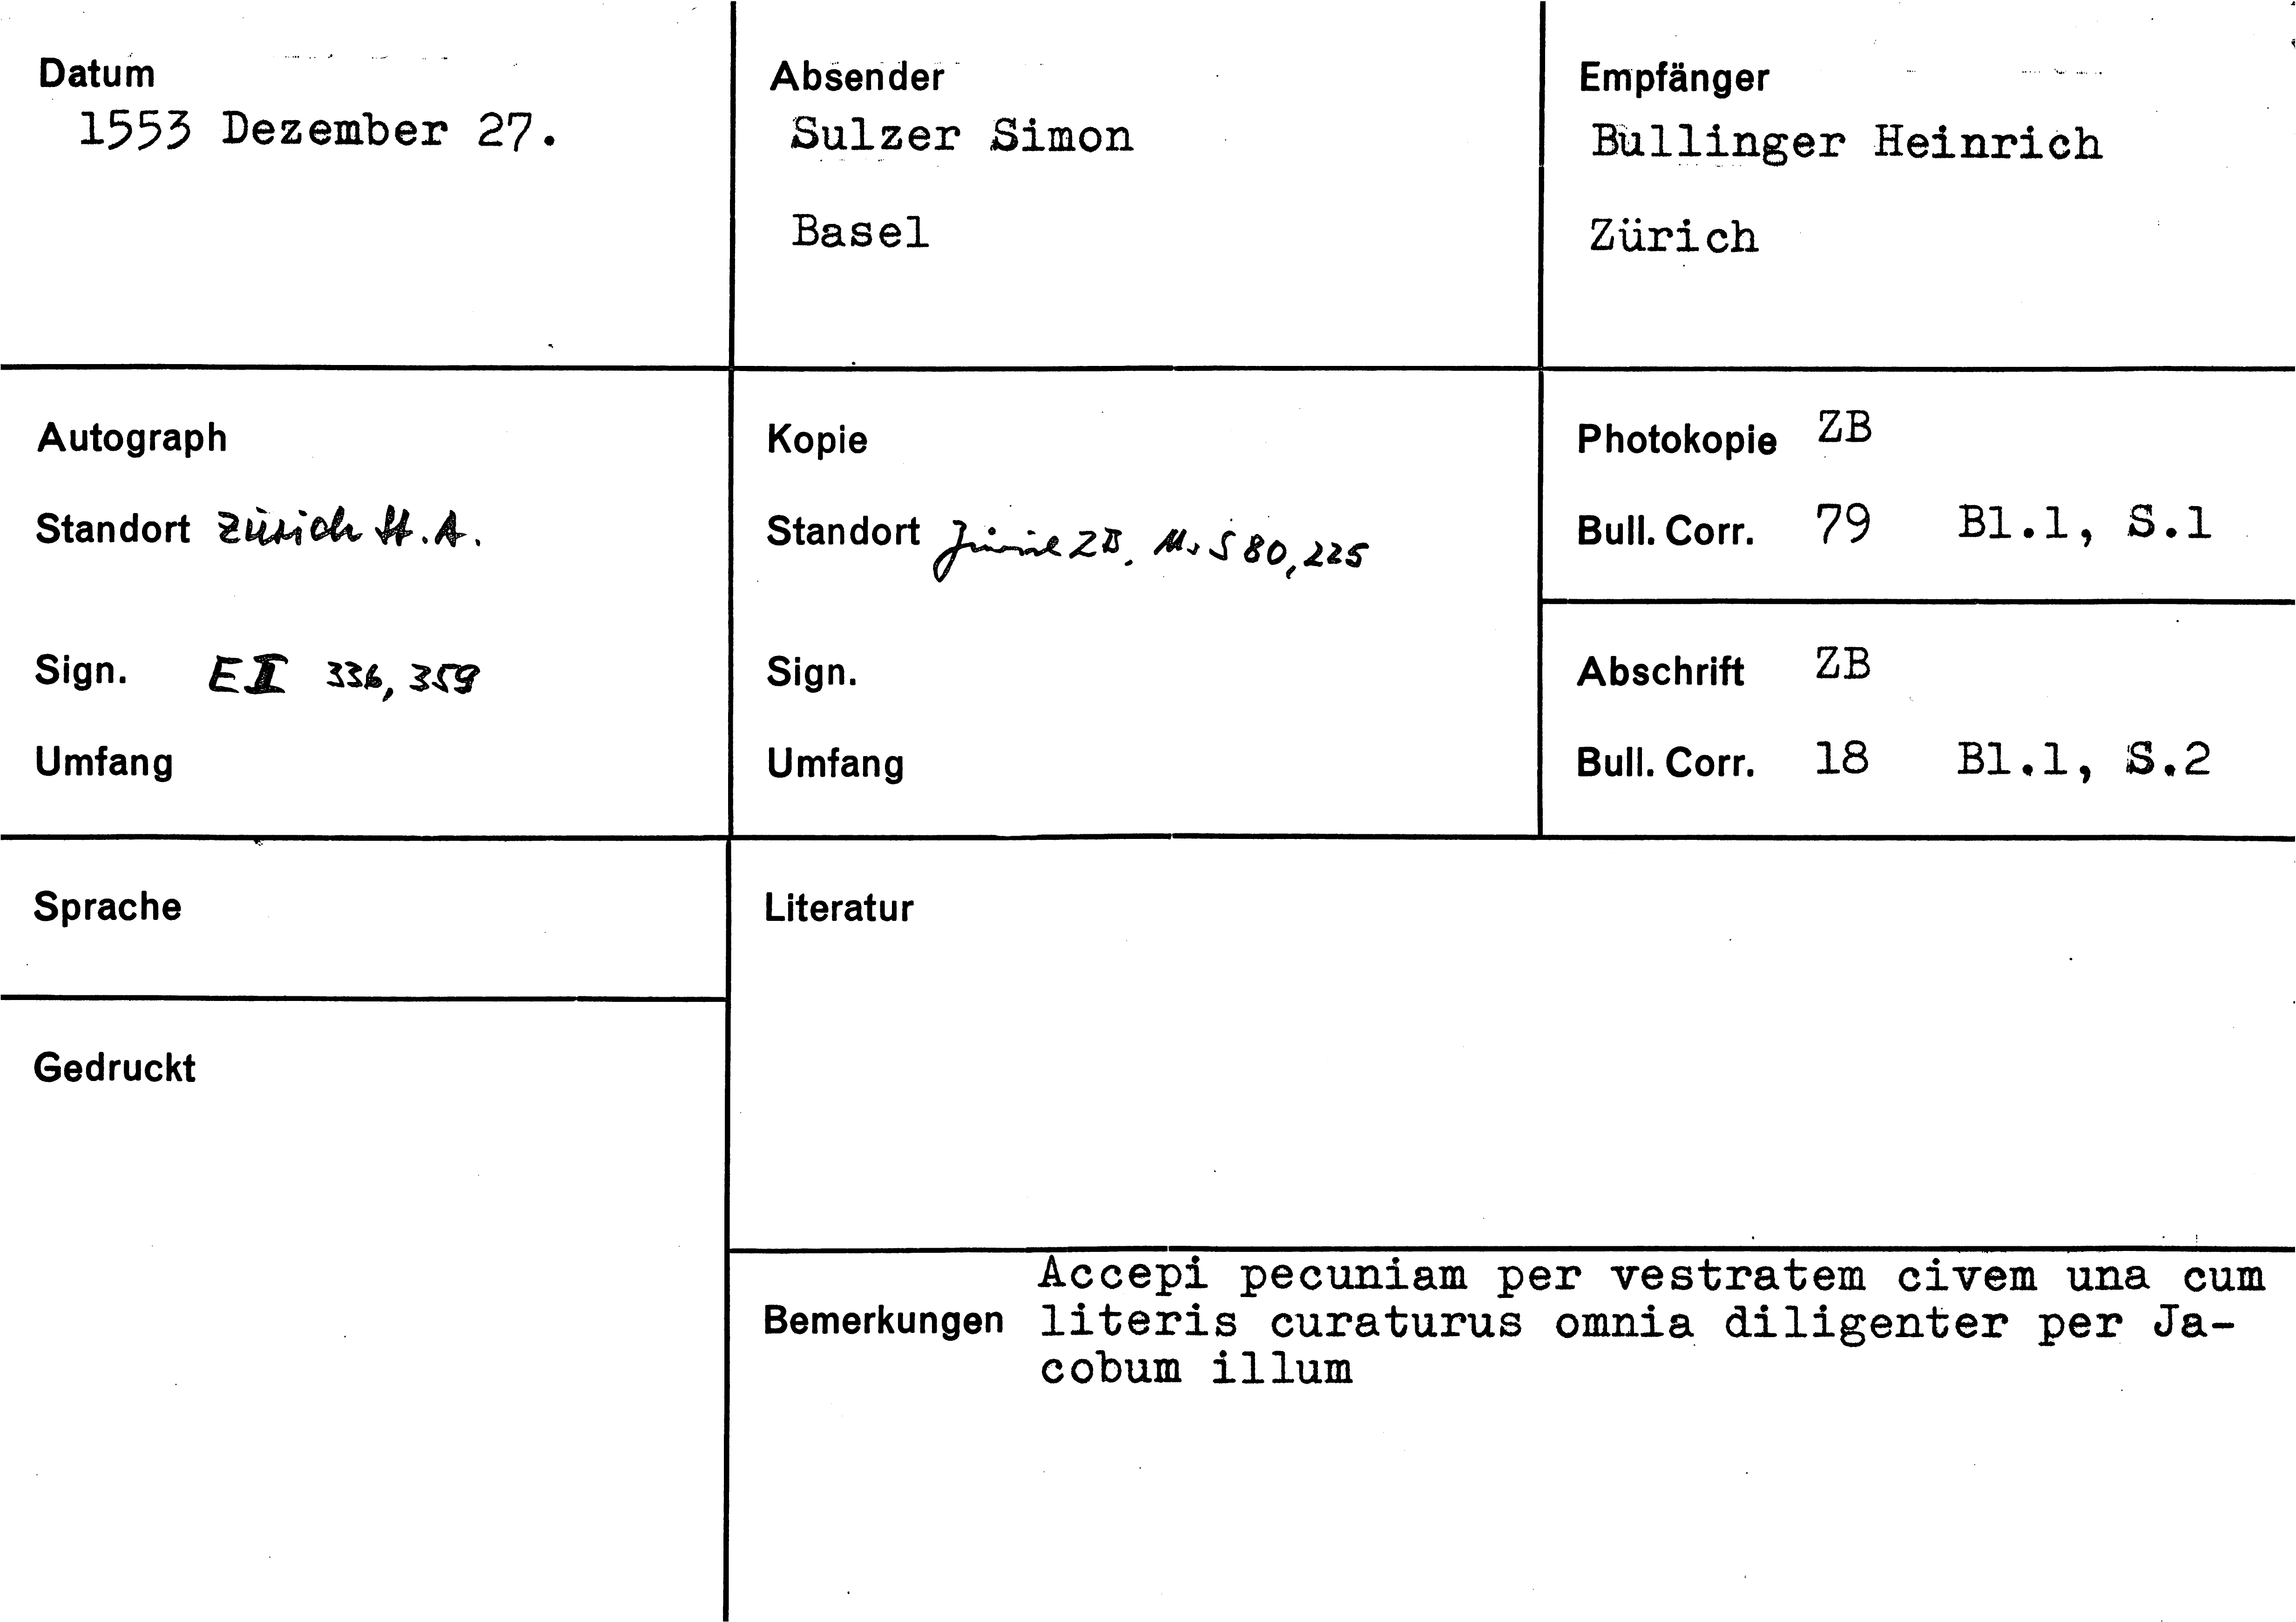 Datum
1553 Dezember 27.
Absender
Sulzer Simon
Basel
Empfänger
Bullinger Heinrich
Zürich
Autograph
Standort Zürich St.A.
Sign. E II 336, 359
Umfang
Kopie
Standort Zürich ZB. Ms S 80, 225
Sign.
Umfang
Photokopie ZB
Bull. Corr. 79 Bl.1, S.1
Abschrift ZB
Bull. Corr. 18 Bl.1, S.2
Sprache
Gedruckt
Literatur
Bemerkungen
Accepi pecuniam per vestratem civem una cum
literis curaturus omnia diligenter per Ja-
cobum illum